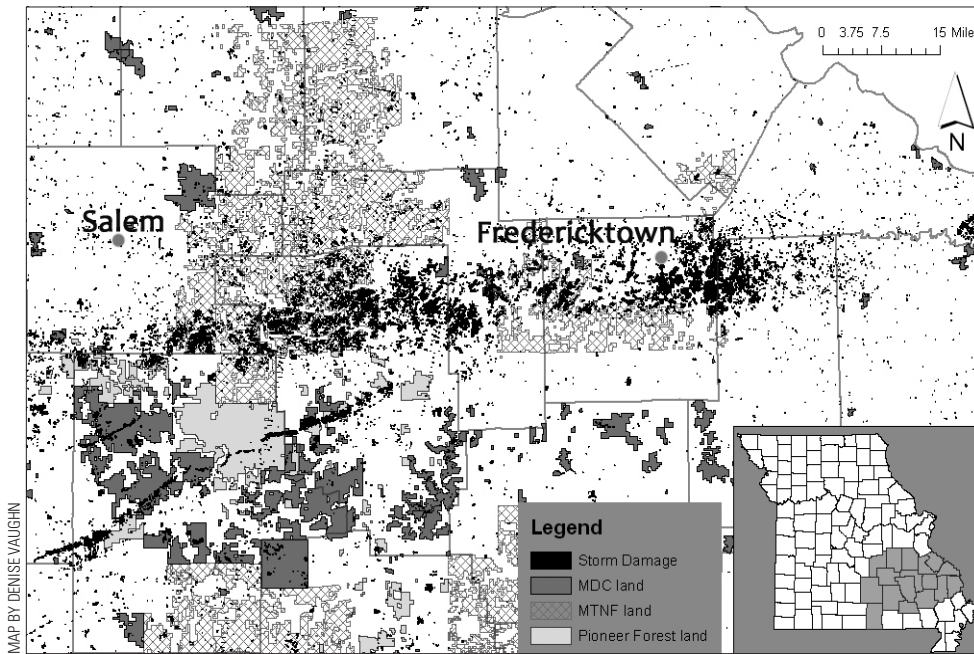 0 3.75 7.5 15 Mile
N
Salem
Fredericktown
MAP BY DENISE VAUGHN
Legend
Storm Damage
MDC land
MTNF land
Pioneer Forest land